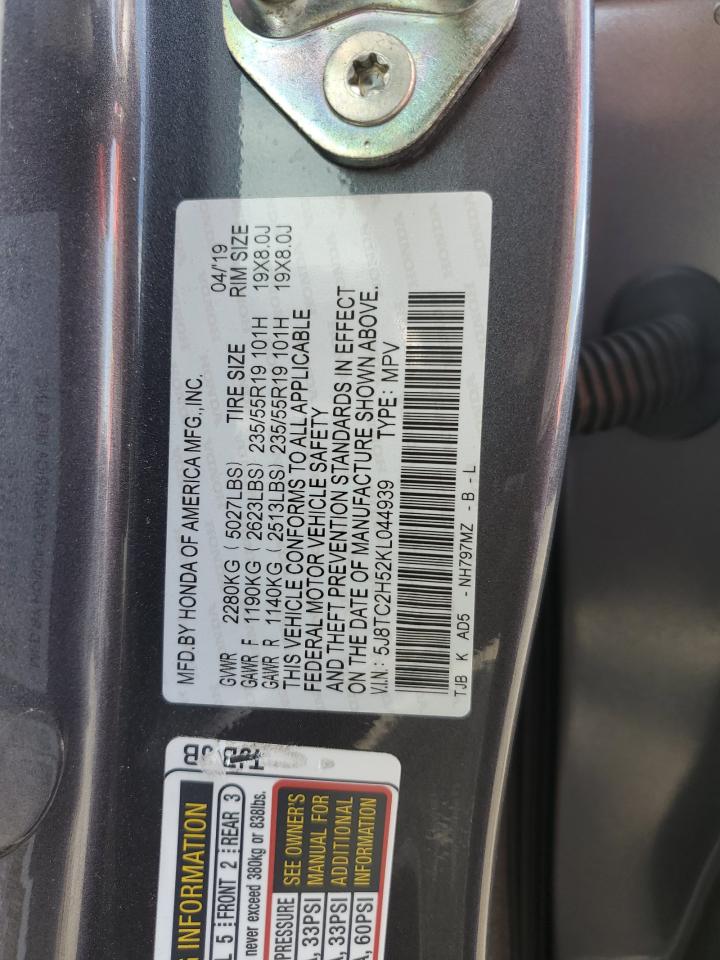 MFD.BY HONDA OF AMERICA MFG.,INC. 04/19
GVWR 2280KG ( 5027LBS) TIRE SIZE RIM SIZE
GAWR F 1190KG ( 2623LBS) 235/55R19 101H 19X8.0J
GAWR R 1140KG ( 2513LBS) 235/55R19 101H 19X8.0J
THIS VEHICLE CONFORMS TO ALL APPLICABLE
FEDERAL MOTOR VEHICLE SAFETY
AND THEFT PREVENTION STANDARDS IN EFFECT
ON THE DATE OF MANUFACTURE SHOWN ABOVE.
V.I.N.: 5J8TC2H52KL044939 TYPE: MPV
TJB K AD5 -NH797MZ -B-L
INFORMATION
5 FRONT 2 REAR 3
never exceed 380kg or 838lbs.
PRESSURE SEE OWNER'S
, 33PSI MANUAL FOR
, 33PSI ADDITIONAL
, 60PSI INFORMATION